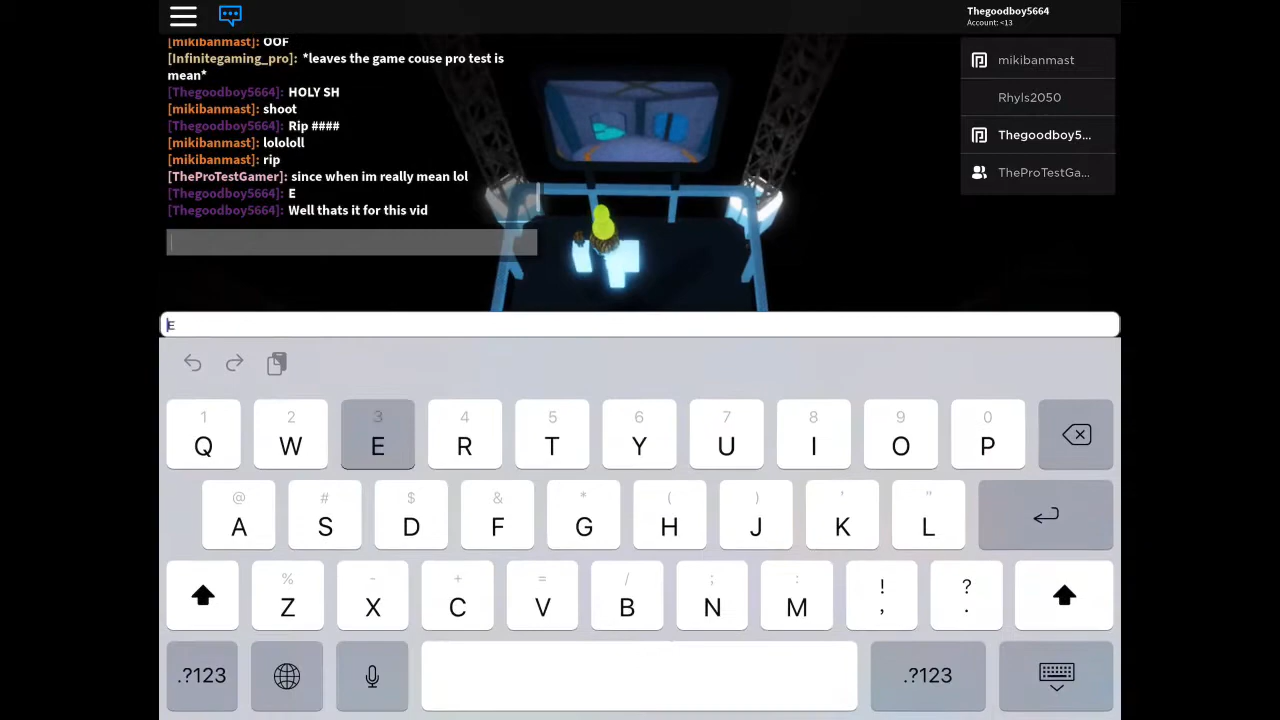 Thegoodboy5664
Account: <13
[mikibanmast]: OOF
[Infinitegaming_pro]: *leaves the game couse pro test is
mean*
[Thegoodboy5664]: HOLY SH
[mikibanmast]: shoot
[Thegoodboy5664]: Rip ####
[mikibanmast]: lolololl
[mikibanmast]: rip
[TheProTestGamer]: since when im really mean lol
[Thegoodboy5664]: E
[Thegoodboy5664]: Well thats it for this vid
mikibanmast
Rhyls2050
Thegoodboy5...
TheProTestGa...
E
1 2 3 4 5 6 7 8 9 0
Q W E R T Y U I O P
@ # $ & * ( ) ' "
A S D F G H J K L
% - + = / ; : ! ?
Z X C V B N M , .
.?123 .?123